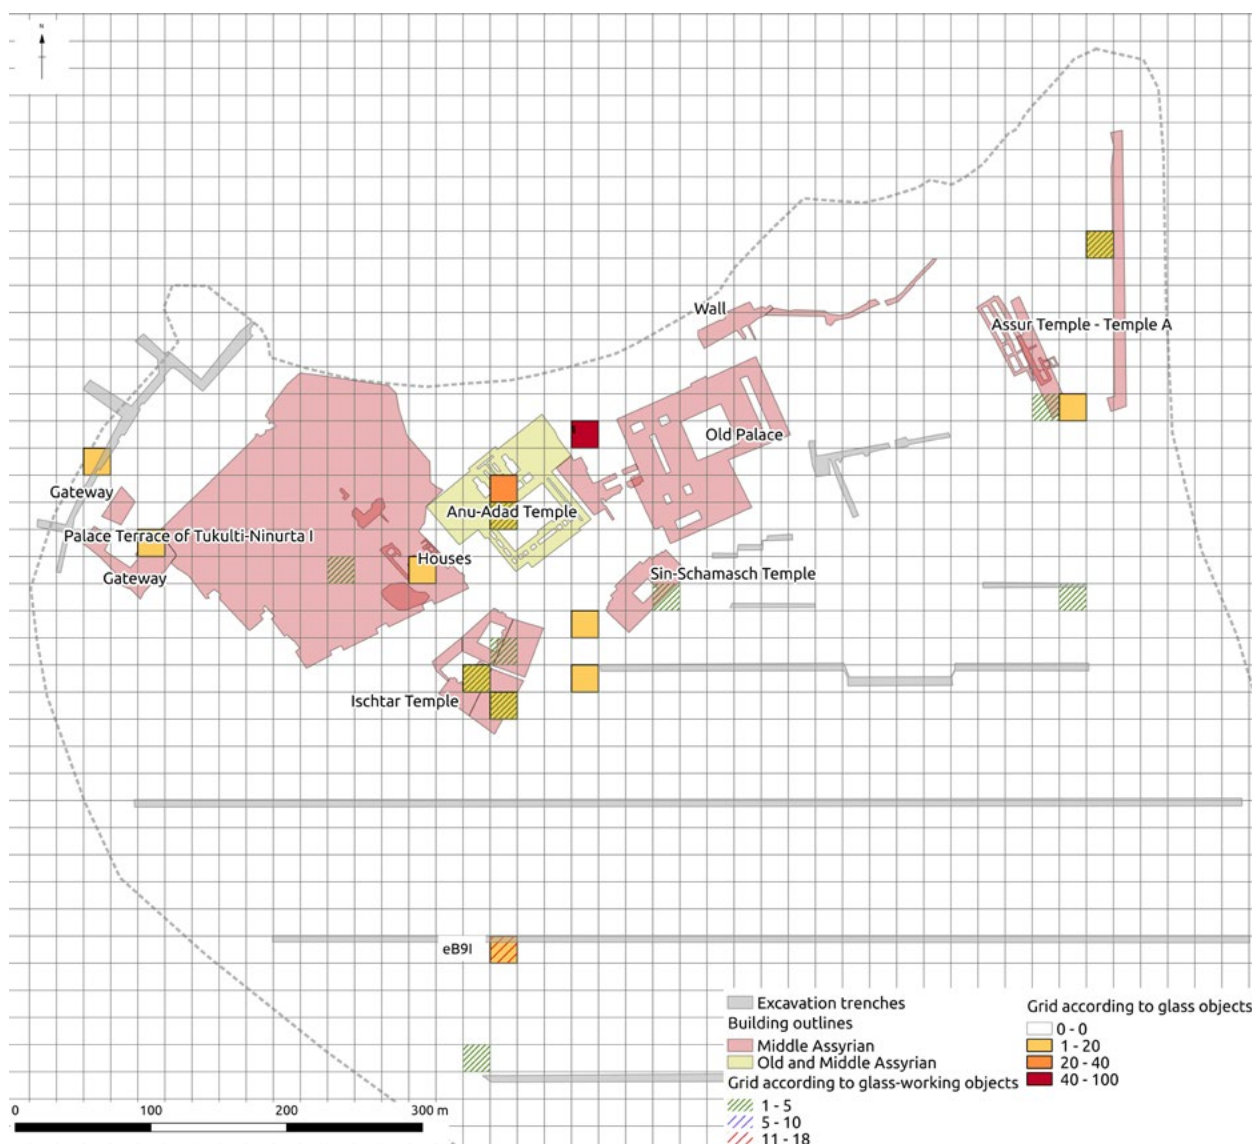 N
Wall
Assur Temple - Temple A
Old Palace
Gateway
Anu-Adad Temple
Palace Terrace of Tukulti-Ninurta I
Houses
Gateway
Sin-Schamasch Temple
Ischtar Temple
eB9I
Excavation trenches
Building outlines
Middle Assyrian
Old and Middle Assyrian
Grid according to glass-working objects
1 - 5
5 - 10
11 - 18
Grid according to glass objects
0 - 0
1 - 20
20 - 40
40 - 100
0 100 200 300 m